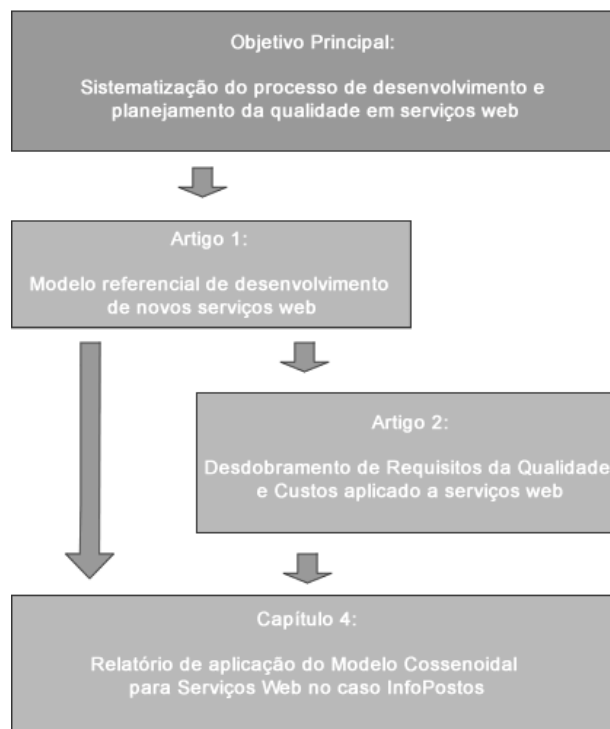 Objetivo Principal:
Sistematização do processo de desenvolvimento e
planejamento da qualidade em serviços web
Artigo 1:
Modelo referencial de desenvolvimento
de novos serviços web
Artigo 2:
Desdobramento de Requisitos da Qualidade
e Custos aplicado a serviços web
Capítulo 4:
Relatório de aplicação do Modelo Cossenoidal
para Serviços Web no caso InfoPostos